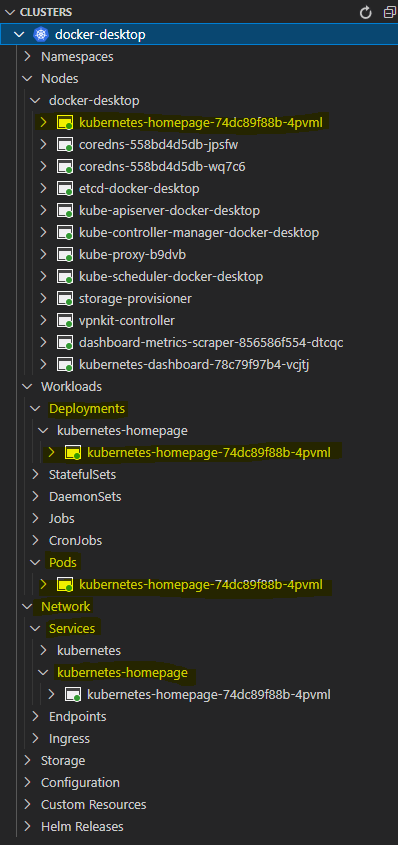 CLUSTERS
docker-desktop
Namespaces
Nodes
docker-desktop
kubernetes-homepage-74dc89f88b-4pvml
coredns-558bd4d5db-jpsfw
coredns-558bd4d5db-wq7c6
etcd-docker-desktop
kube-apiserver-docker-desktop
kube-controller-manager-docker-desktop
kube-proxy-b9dvb
kube-scheduler-docker-desktop
storage-provisioner
vpnkit-controller
dashboard-metrics-scraper-856586f554-dtcqc
kubernetes-dashboard-78c79f97b4-vcjtj
Workloads
Deployments
kubernetes-homepage
kubernetes-homepage-74dc89f88b-4pvml
StatefulSets
DaemonSets
Jobs
CronJobs
Pods
kubernetes-homepage-74dc89f88b-4pvml
Network
Services
kubernetes
kubernetes-homepage
kubernetes-homepage-74dc89f88b-4pvml
Endpoints
Ingress
Storage
Configuration
Custom Resources
Helm Releases